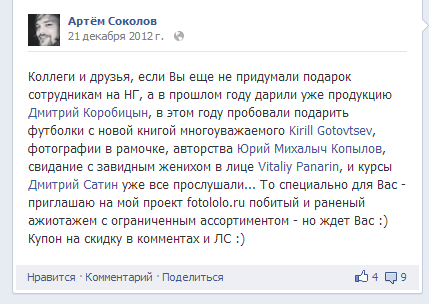 Артём Соколов
21 декабря 2012 г.
Коллеги и друзья, если Вы еще не придумали подарок
сотрудникам на НГ, а в прошлом году дарили уже продукцию
Дмитрий Коробицын, в этом году пробовали подарить
футболки с новой книгой многоуважаемого Kirill Gotovtsev,
фотографии в рамочке, авторства Юрий Михалыч Копылов,
свидание с завидным женихом в лице Vitaliy Panarin, и курсы
Дмитрий Сатин уже все прослушали... То специально для Вас -
приглашаю на мой проект fotololo.ru побитый и раненый
ажиотажем с ограниченным ассортиментом - но ждет Вас :)
Купон на скидку в комментах и ЛС :)
Нравится · Комментарий · Поделиться 4 9